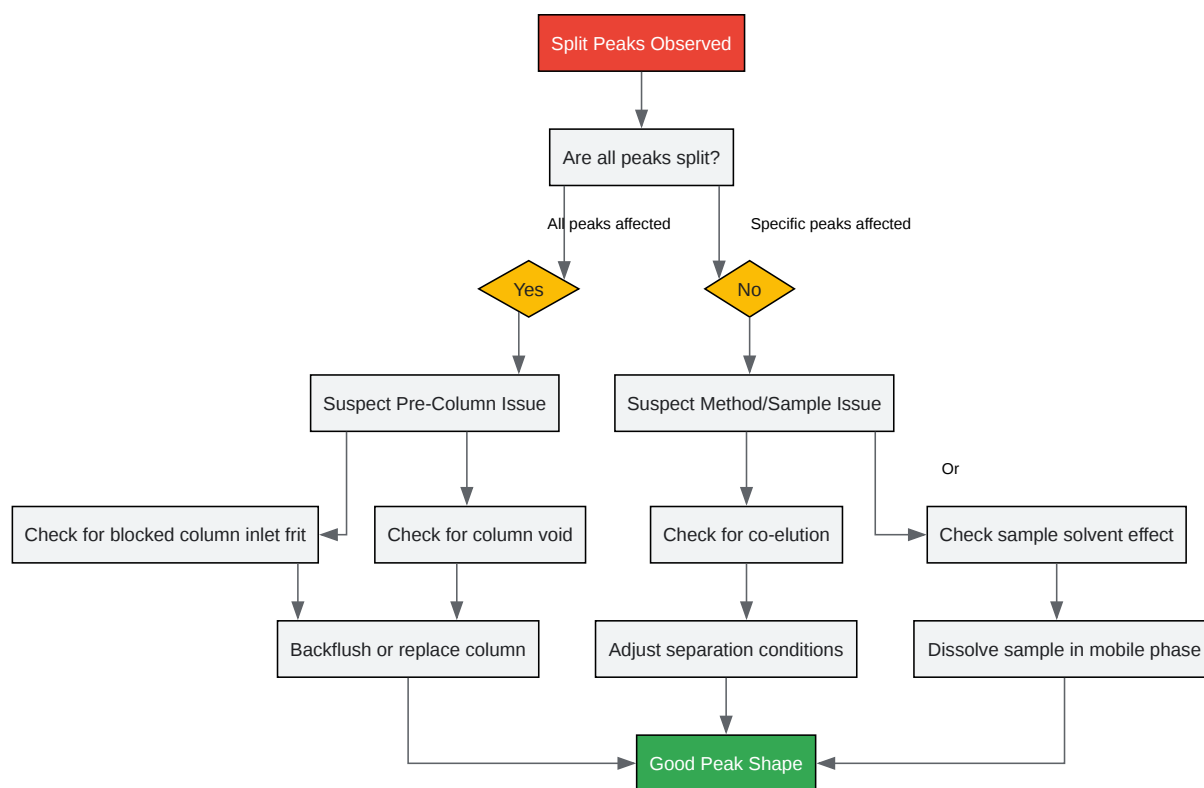 Split Peaks Observed
Are all peaks split?
All peaks affected
Specific peaks affected
Yes
No
Suspect Pre-Column Issue
Suspect Method/Sample Issue
Or
Check for blocked column inlet frit
Check for column void
Check for co-elution
Check sample solvent effect
Backflush or replace column
Adjust separation conditions
Dissolve sample in mobile phase
Good Peak Shape